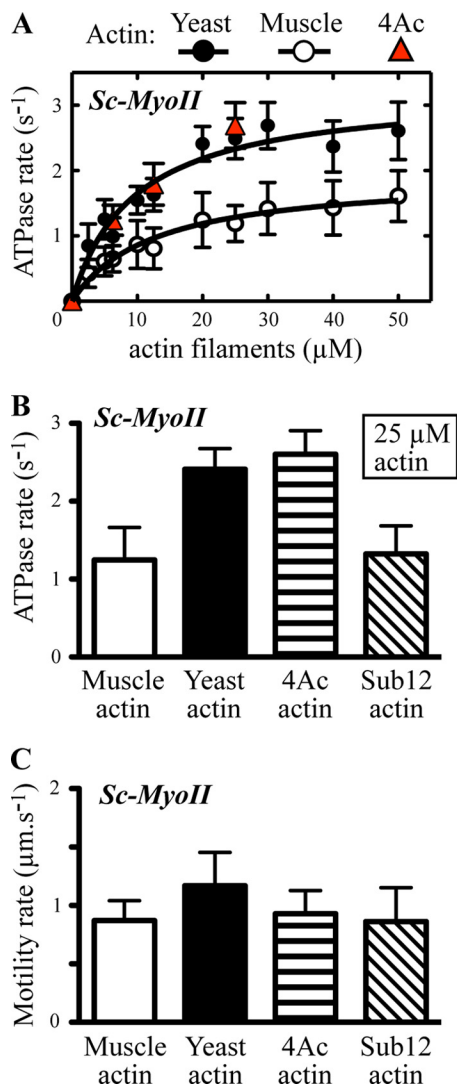 A
Actin: Yeast Muscle 4Ac
Sc-MyoII
ATPase rate (s-1)
3
2
1
0 10 20 30 40 50
actin filaments (µM)
B
Sc-MyoII
25 µM
actin
ATPase rate (s-1)
3
2
1
0
Muscle Yeast 4Ac Sub12
actin actin actin actin
C
Sc-MyoII
Motility rate (µm.s-1)
2
1
0
Muscle Yeast 4Ac Sub12
actin actin actin actin